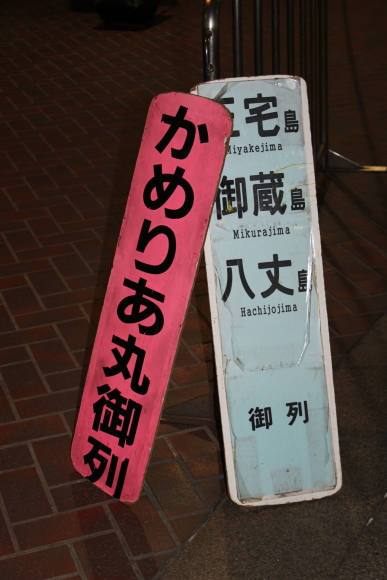 かめりあ丸御列
三宅島
Miyakejima
御蔵島
Mikurajima
八丈島
Hachijojima
御列